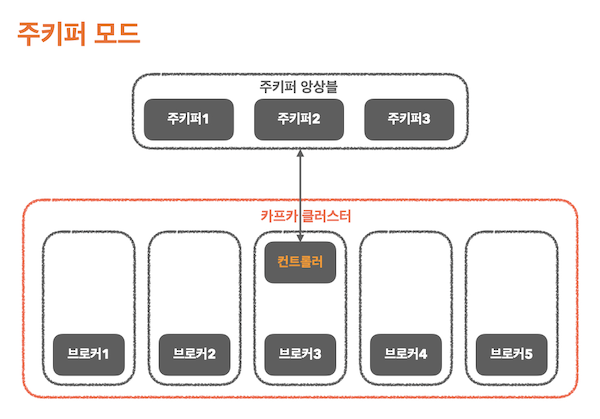 주키퍼 모드
주키퍼 앙상블
주키퍼1 주키퍼2 주키퍼3
카프카 클러스터
컨트롤러
브로커1 브로커2 브로커3 브로커4 브로커5